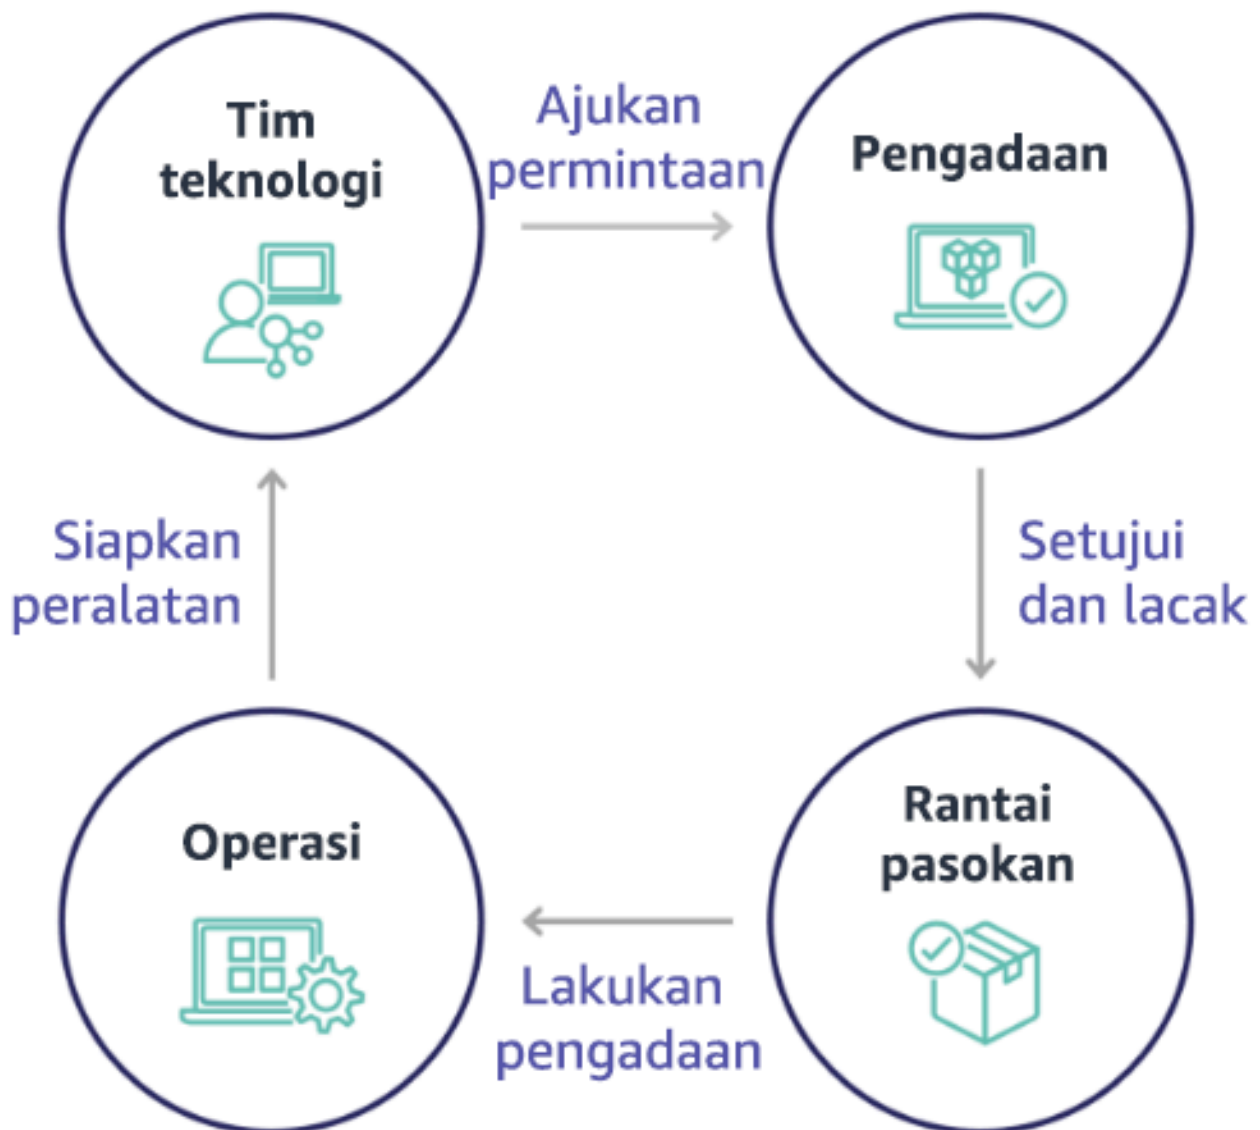 Tim
teknologi
Ajukan
permintaan
Pengadaan
Setujui
dan lacak
Rantai
pasokan
Lakukan
pengadaan
Operasi
Siapkan
peralatan